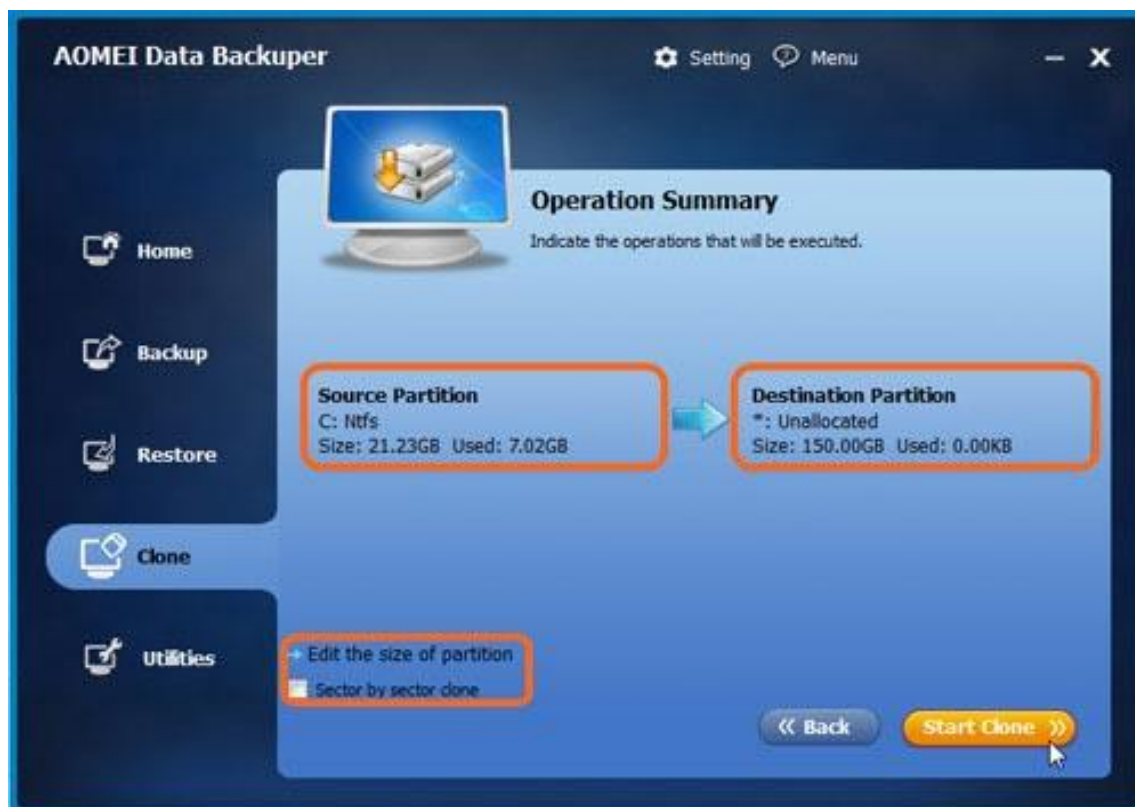 AOMEI Data Backuper
Setting Menu
Operation Summary
Indicate the operations that will be executed.
Home
Backup
Restore
Clone
Utilities
Source Partition
C: Ntfs
Size: 21.23GB Used: 7.02GB
Destination Partition
*: Unallocated
Size: 150.00GB Used: 0.00KB
Edit the size of partition
Sector by sector clone
<< Back
Start Clone >>